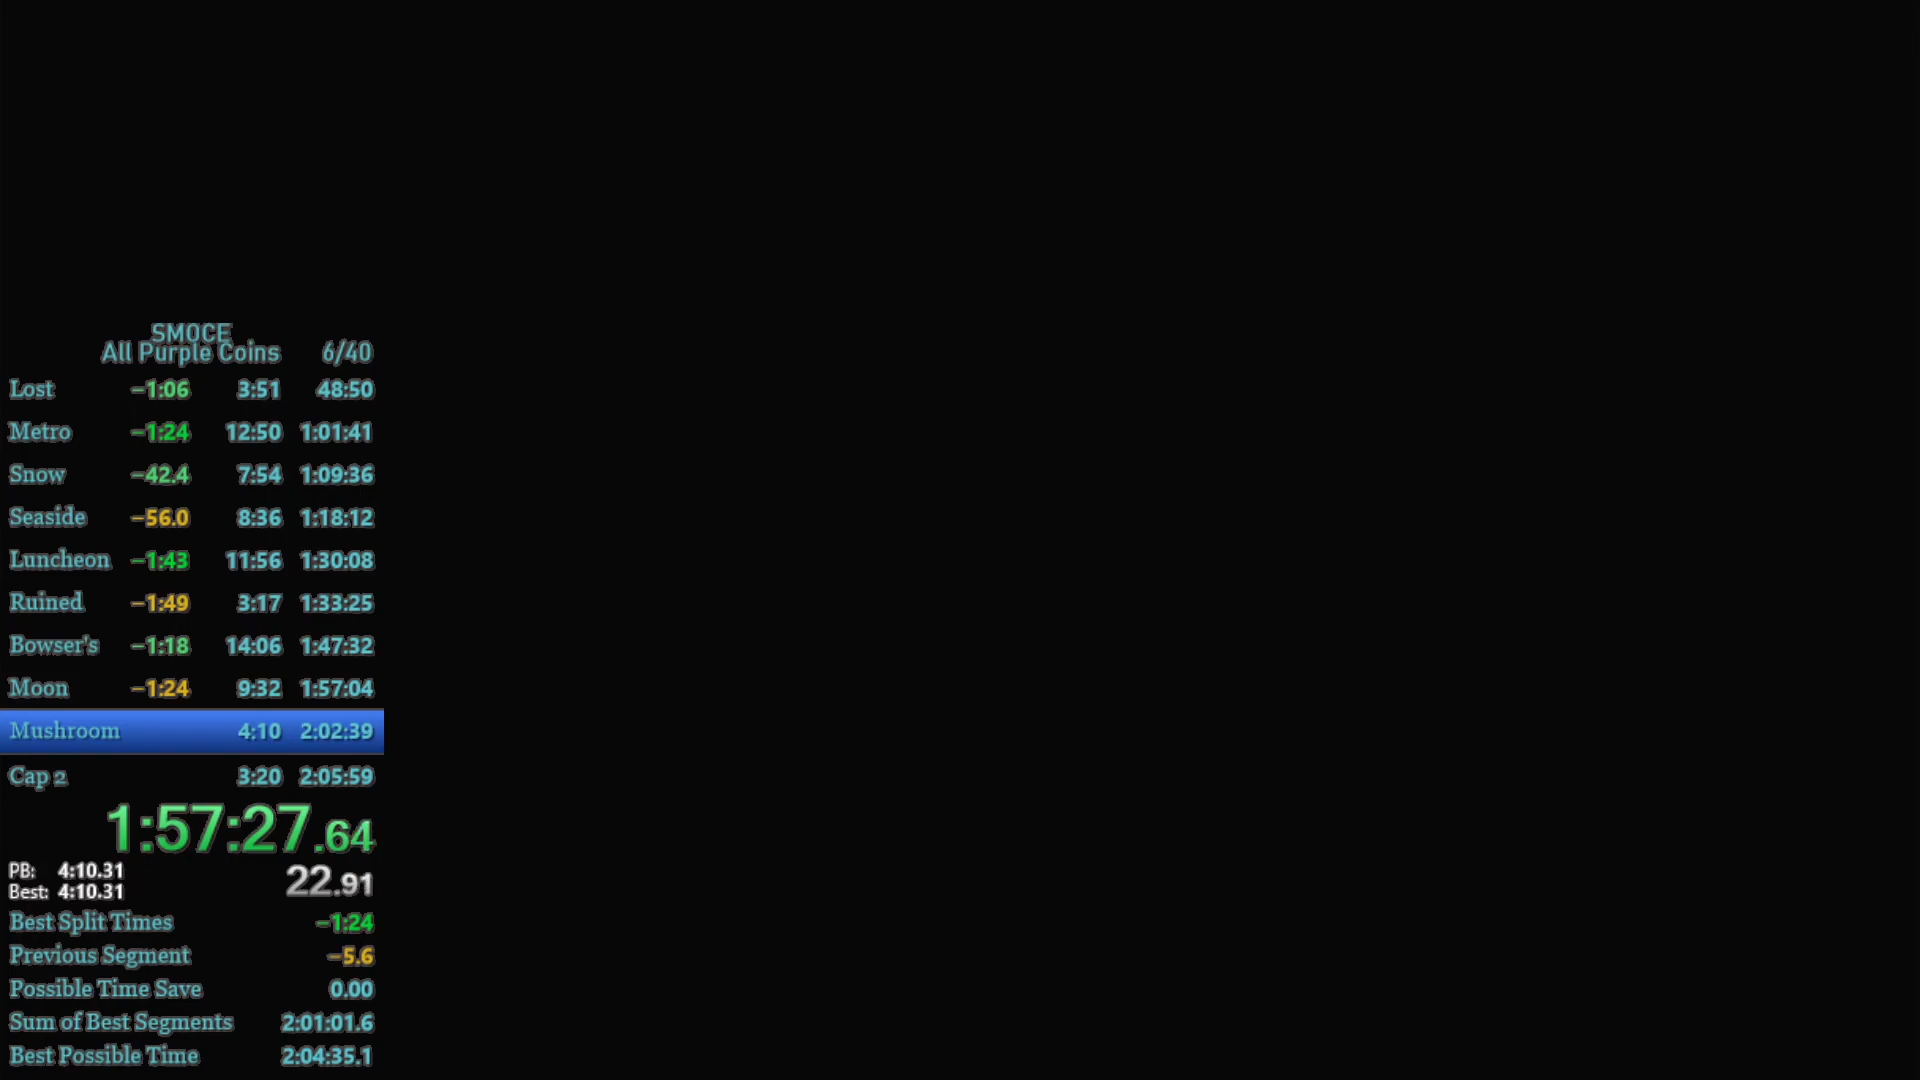 SMOCE
All Purple Coins 6/40
Lost −1:06 3:51 48:50
Metro −1:24 12:50 1:01:41
Snow −42.4 7:54 1:09:36
Seaside −56.0 8:36 1:18:12
Luncheon −1:43 11:56 1:30:08
Ruined −1:49 3:17 1:33:25
Bowser's −1:18 14:06 1:47:32
Moon −1:24 9:32 1:57:04
Mushroom 4:10 2:02:39
Cap 2 3:20 2:05:59
1:57:27.64
PB: 4:10.31 22.91
Best: 4:10.31
Best Split Times −1:24
Previous Segment −5.6
Possible Time Save 0.00
Sum of Best Segments 2:01:01.6
Best Possible Time 2:04:35.1